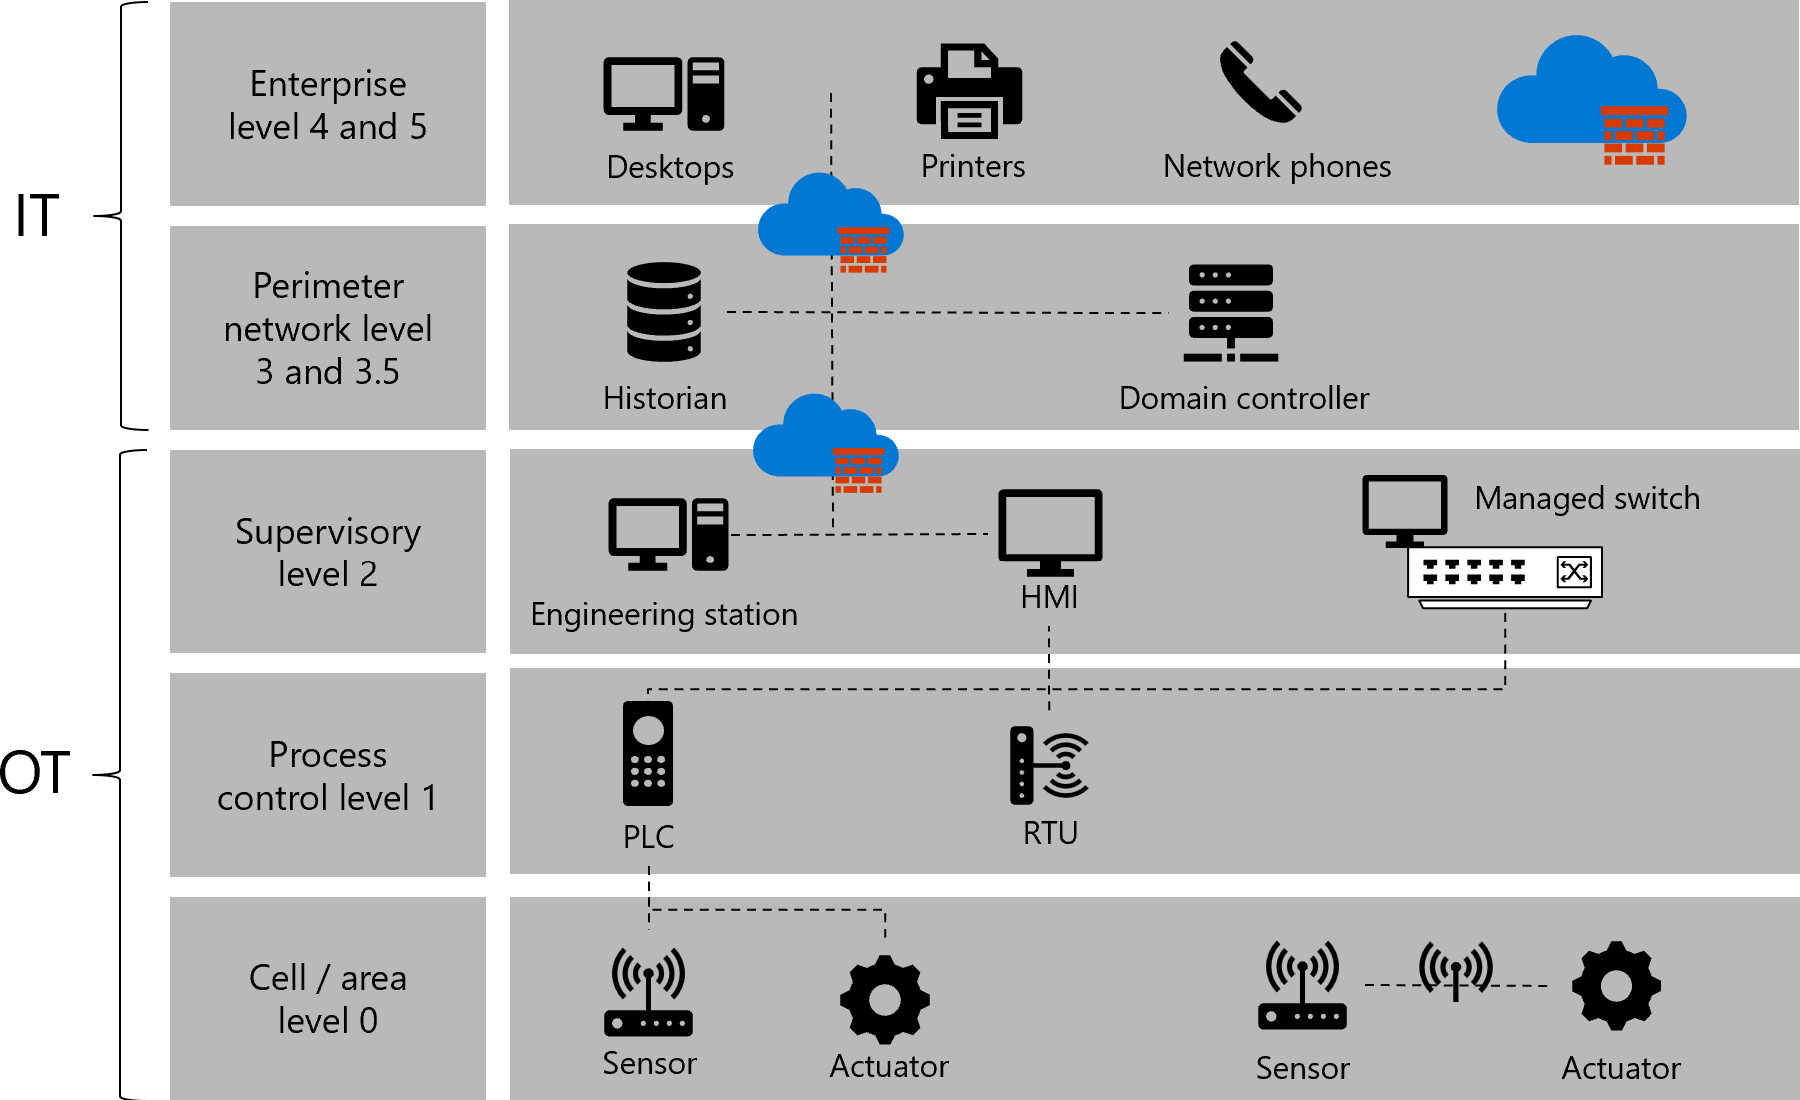 IT
Enterprise
level 4 and 5
Desktops
Printers
Network phones
Perimeter
network level
3 and 3.5
Historian
Domain controller
OT
Supervisory
level 2
Engineering station
HMI
Managed switch
Process
control level 1
PLC
RTU
Cell / area
level 0
Sensor
Actuator
Sensor
Actuator